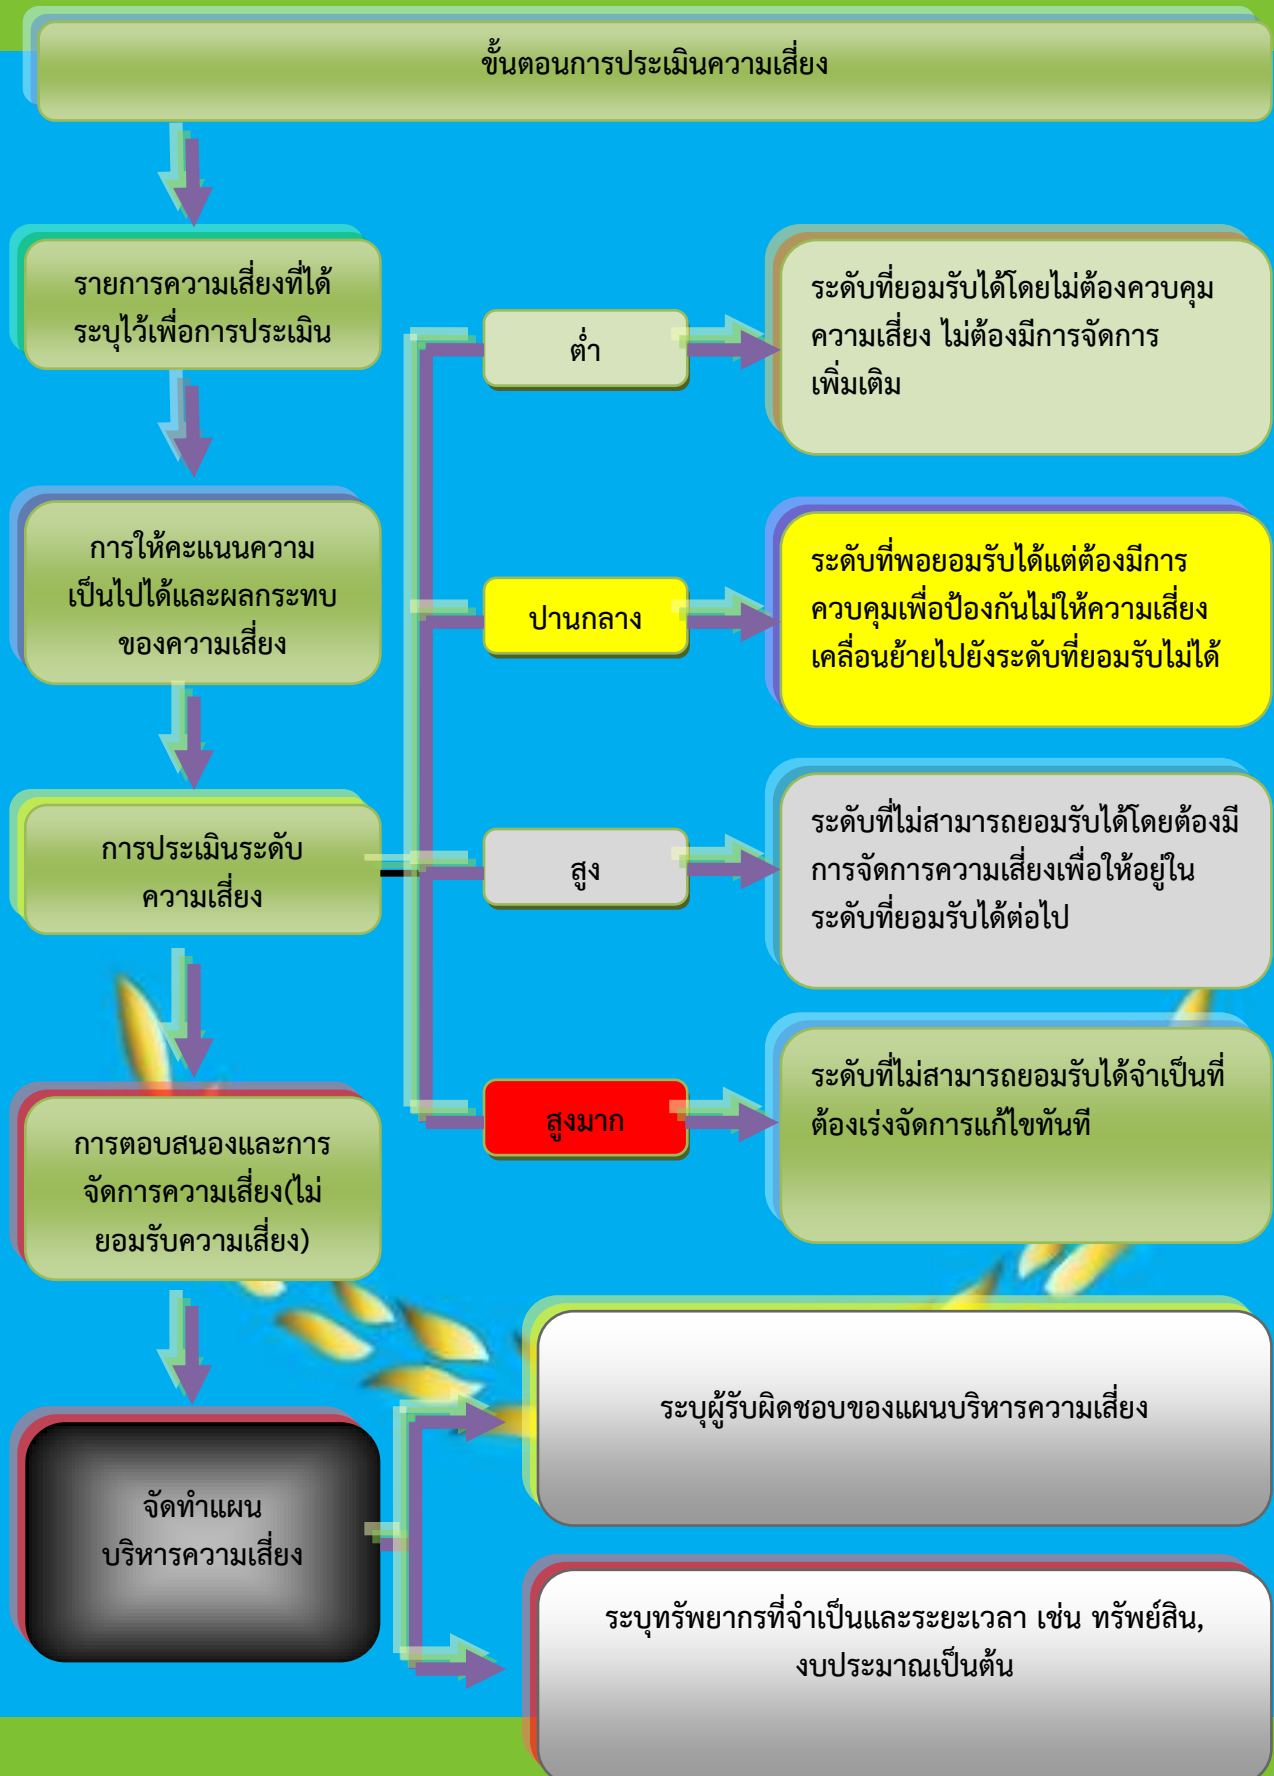 ขั้นตอนการประเมินความเสี่ยง
รายการความเสี่ยงที่ได้
ระบุไว้เพื่อการประเมิน
การให้คะแนนความ
เป็นไปได้และผลกระทบ
ของความเสี่ยง
การประเมินระดับ
ความเสี่ยง
ต่ำ
ระดับที่ยอมรับได้โดยไม่ต้องควบคุม
ความเสี่ยง ไม่ต้องมีการจัดการ
เพิ่มเติม
ปานกลาง
ระดับที่พอยอมรับได้แต่ต้องมีการ
ควบคุมเพื่อป้องกันไม่ให้ความเสี่ยง
เคลื่อนย้ายไปยังระดับที่ยอมรับไม่ได้
สูง
ระดับที่ไม่สามารถยอมรับได้โดยต้องมี
การจัดการความเสี่ยงเพื่อให้อยู่ใน
ระดับที่ยอมรับได้ต่อไป
สูงมาก
ระดับที่ไม่สามารถยอมรับได้จำเป็นที่
ต้องเร่งจัดการแก้ไขทันที
การตอบสนองและการ
จัดการความเสี่ยง(ไม่
ยอมรับความเสี่ยง)
จัดทำแผน
บริหารความเสี่ยง
ระบุผู้รับผิดชอบของแผนบริหารความเสี่ยง
ระบุทรัพยากรที่จำเป็นและระยะเวลา เช่น ทรัพย์สิน,
งบประมาณเป็นต้น